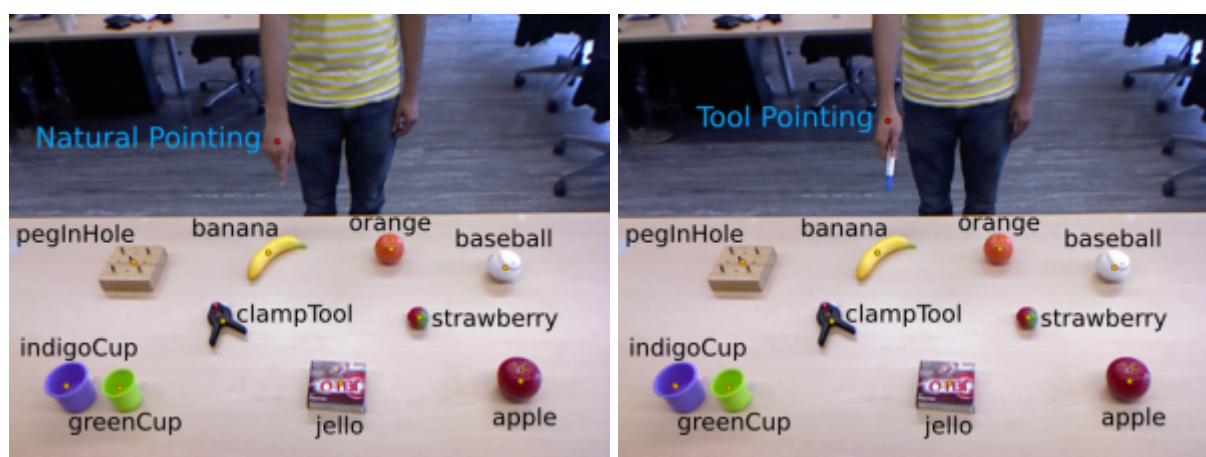 Natural Pointing
pegInHole
banana
orange
baseball
clampTool
strawberry
indigoCup
greenCup
jello
apple
Tool Pointing
pegInHole
banana
orange
baseball
clampTool
strawberry
indigoCup
greenCup
jello
apple